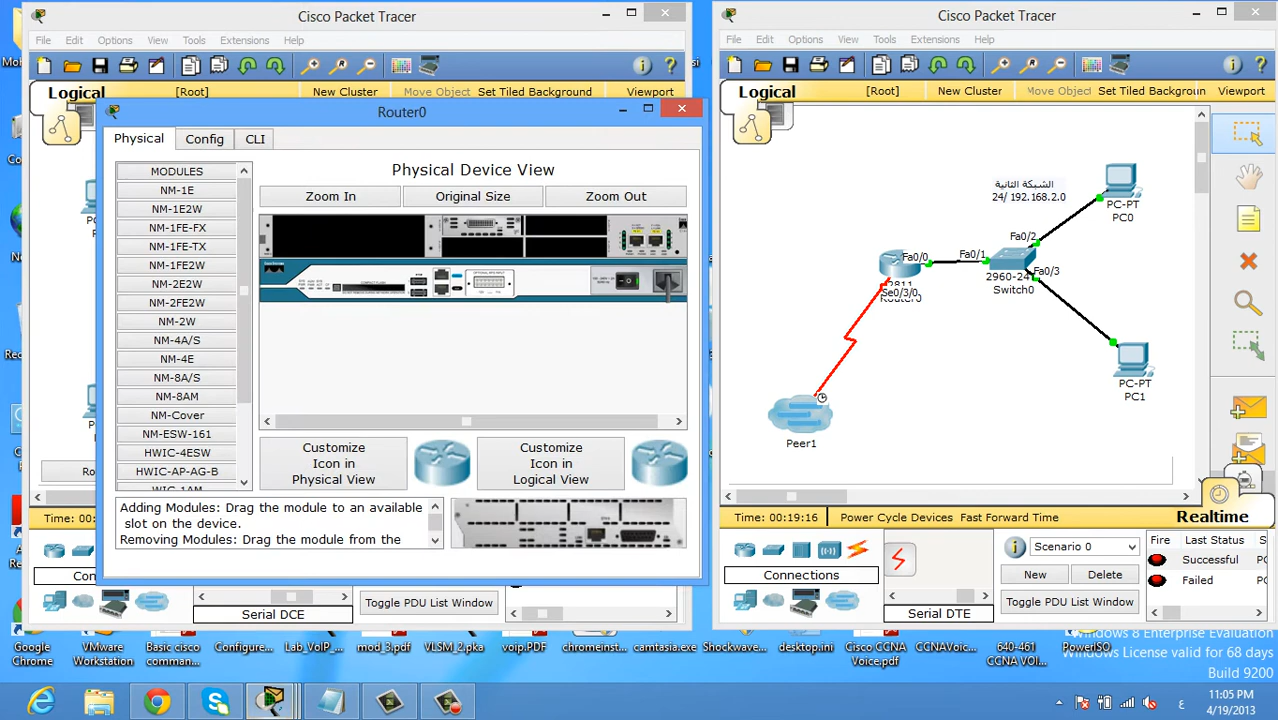 Cisco Packet Tracer
File Edit Options View Tools Extensions Help
Logical [Root] New Cluster Move Object Set Tiled Background Viewport
Router0
Physical Config CLI
MODULES
NM-1E
NM-1E2W
NM-1FE-FX
NM-1FE-TX
NM-1FE2W
NM-2E2W
NM-2FE2W
NM-2W
NM-4A/S
NM-4E
NM-8A/S
NM-8AM
NM-Cover
NM-ESW-161
HWIC-4ESW
HWIC-AP-AG-B
WIC-1AM
Physical Device View
Zoom In Original Size Zoom Out
Customize
Icon in
Physical View
Customize
Icon in
Logical View
Adding Modules: Drag the module to an available
slot on the device.
Removing Modules: Drag the module from the
Time: 0
Serial DCE
Toggle PDU List Window
Cisco Packet Tracer
File Edit Options View Tools Extensions Help
Logical [Root] New Cluster Move Object Set Tiled Backgroun Viewport
الشبكة الثانية
24/ 192.168.2.0
PC-PT
PC0
Fa0/2
Fa0/0
Fa0/1
Fa0/3
2960-24
Switch0
2811
Se0/3/0
Router0
PC-PT
PC1
Peer1
Time: 00:19:16 Power Cycle Devices Fast Forward Time
Realtime
Connections
Serial DTE
Scenario 0
New Delete
Toggle PDU List Window
Fire Last Status S
Successful PC
Failed PC
Google
Chrome
VMware
Workstation
Basic cisco
comman...
Configure...
Lab_VoIP_...
mod_3.pdf
VLSM_2.pka
voip.PDF
chromeinst...
camtasia.exe
Shockwave...
desktop.ini
Cisco CCNA
Voice.pdf
CCNAVoic...
640-461
CCNA VOI...
PowerISO
Windows 8 Enterprise Evaluation
Windows License valid for 68 days
Build 9200
ع
11:05 PM
4/19/2013